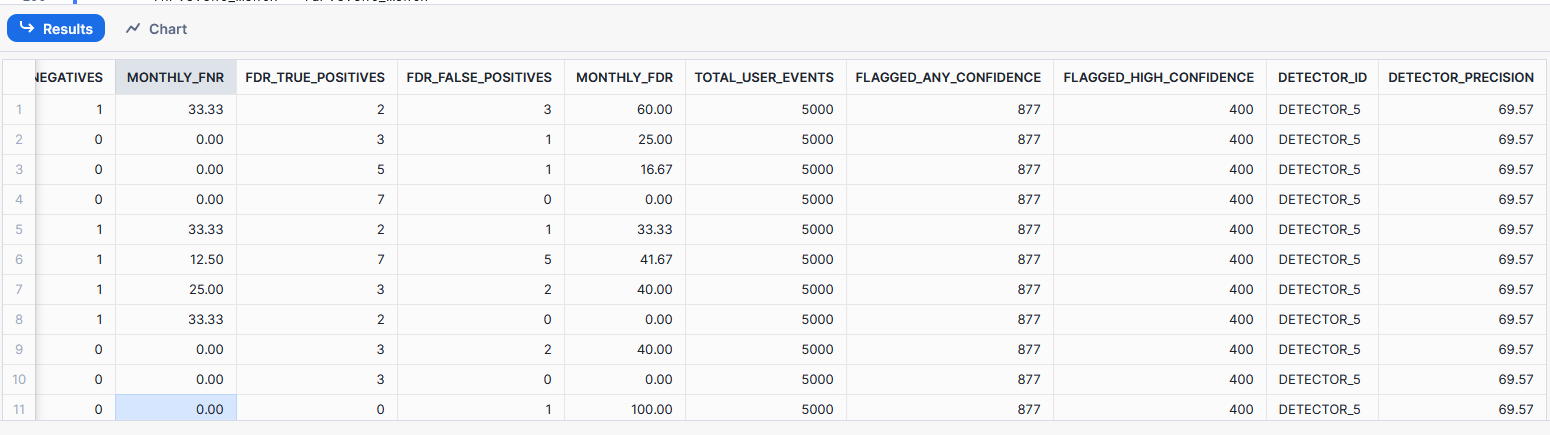 Results Chart
NEGATIVES MONTHLY_FNR FDR_TRUE_POSITIVES FDR_FALSE_POSITIVES MONTHLY_FDR TOTAL_USER_EVENTS FLAGGED_ANY_CONFIDENCE FLAGGED_HIGH_CONFIDENCE DETECTOR_ID DETECTOR_PRECISION
1 1 33.33 2 3 60.00 5000 877 400 DETECTOR_5 69.57
2 0 0.00 3 1 25.00 5000 877 400 DETECTOR_5 69.57
3 0 0.00 5 1 16.67 5000 877 400 DETECTOR_5 69.57
4 0 0.00 7 0 0.00 5000 877 400 DETECTOR_5 69.57
5 1 33.33 2 1 33.33 5000 877 400 DETECTOR_5 69.57
6 1 12.50 7 5 41.67 5000 877 400 DETECTOR_5 69.57
7 1 25.00 3 2 40.00 5000 877 400 DETECTOR_5 69.57
8 1 33.33 2 0 0.00 5000 877 400 DETECTOR_5 69.57
9 0 0.00 3 2 40.00 5000 877 400 DETECTOR_5 69.57
10 0 0.00 3 0 0.00 5000 877 400 DETECTOR_5 69.57
11 0 0.00 0 1 100.00 5000 877 400 DETECTOR_5 69.57